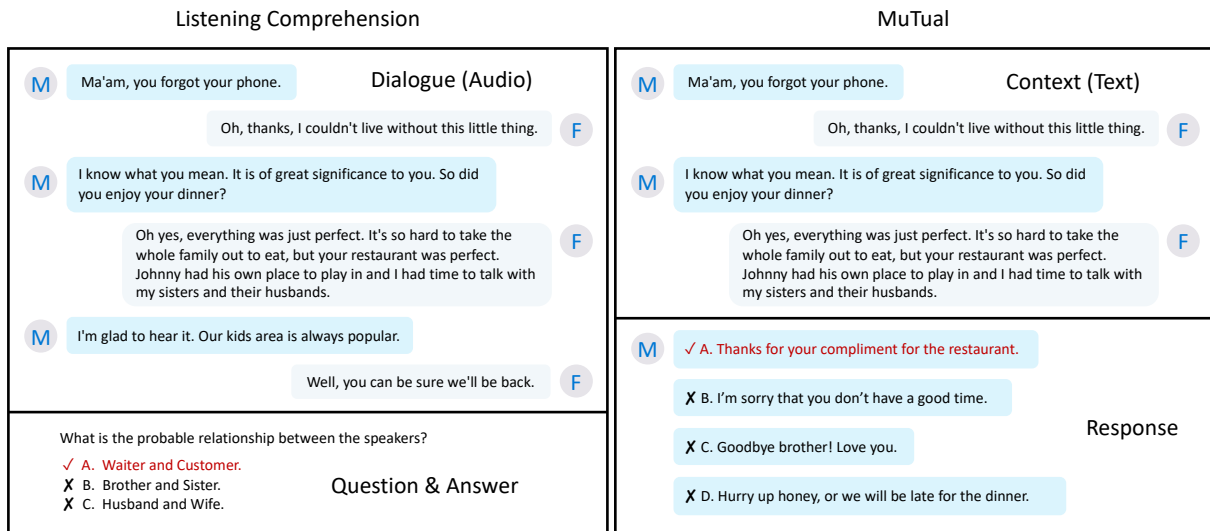 Listening Comprehension
M
Ma'am, you forgot your phone.
Dialogue (Audio)
Oh, thanks, I couldn't live without this little thing.
F
M
I know what you mean. It is of great significance to you. So did
you enjoy your dinner?
Oh yes, everything was just perfect. It's so hard to take the
whole family out to eat, but your restaurant was perfect.
Johnny had his own place to play in and I had time to talk with
my sisters and their husbands.
F
M
I'm glad to hear it. Our kids area is always popular.
Well, you can be sure we'll be back.
F
What is the probable relationship between the speakers?
✓ A. Waiter and Customer.
✗ B. Brother and Sister.
✗ C. Husband and Wife.
Question & Answer
MuTual
M
Ma'am, you forgot your phone.
Context (Text)
Oh, thanks, I couldn't live without this little thing.
F
M
I know what you mean. It is of great significance to you. So did
you enjoy your dinner?
Oh yes, everything was just perfect. It's so hard to take the
whole family out to eat, but your restaurant was perfect.
Johnny had his own place to play in and I had time to talk with
my sisters and their husbands.
F
M
✓ A. Thanks for your compliment for the restaurant.
✗ B. I’m sorry that you don’t have a good time.
✗ C. Goodbye brother! Love you.
✗ D. Hurry up honey, or we will be late for the dinner.
Response